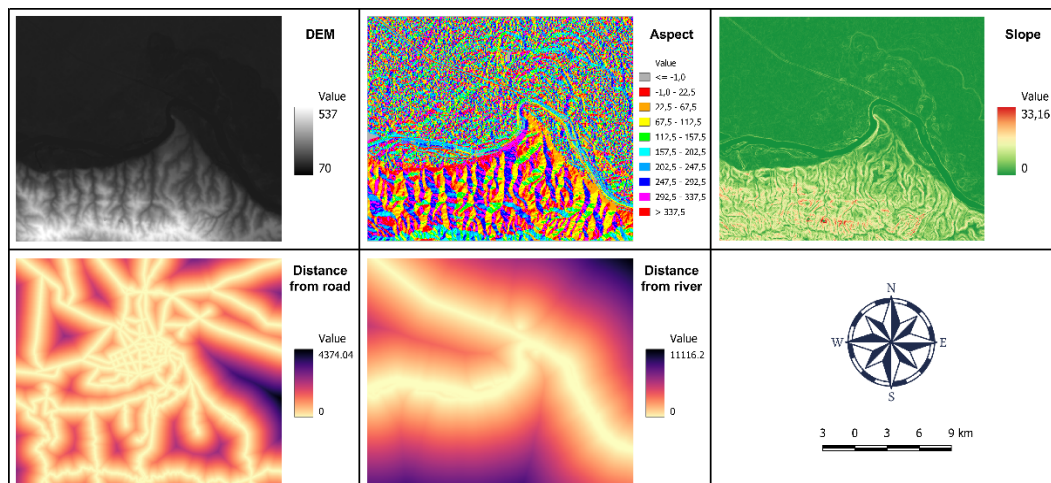 DEM
Value
537
70
Aspect
Value
<= -1,0
-1,0 - 22,5
22,5 - 67,5
67,5 - 112,5
112,5 - 157,5
157,5 - 202,5
202,5 - 247,5
247,5 - 292,5
292,5 - 337,5
> 337,5
Slope
Value
33,16
0
Distance
from road
Value
4374.04
0
Distance
from river
Value
11116.2
0
N
W
E
S
3 0 3 6 9 km